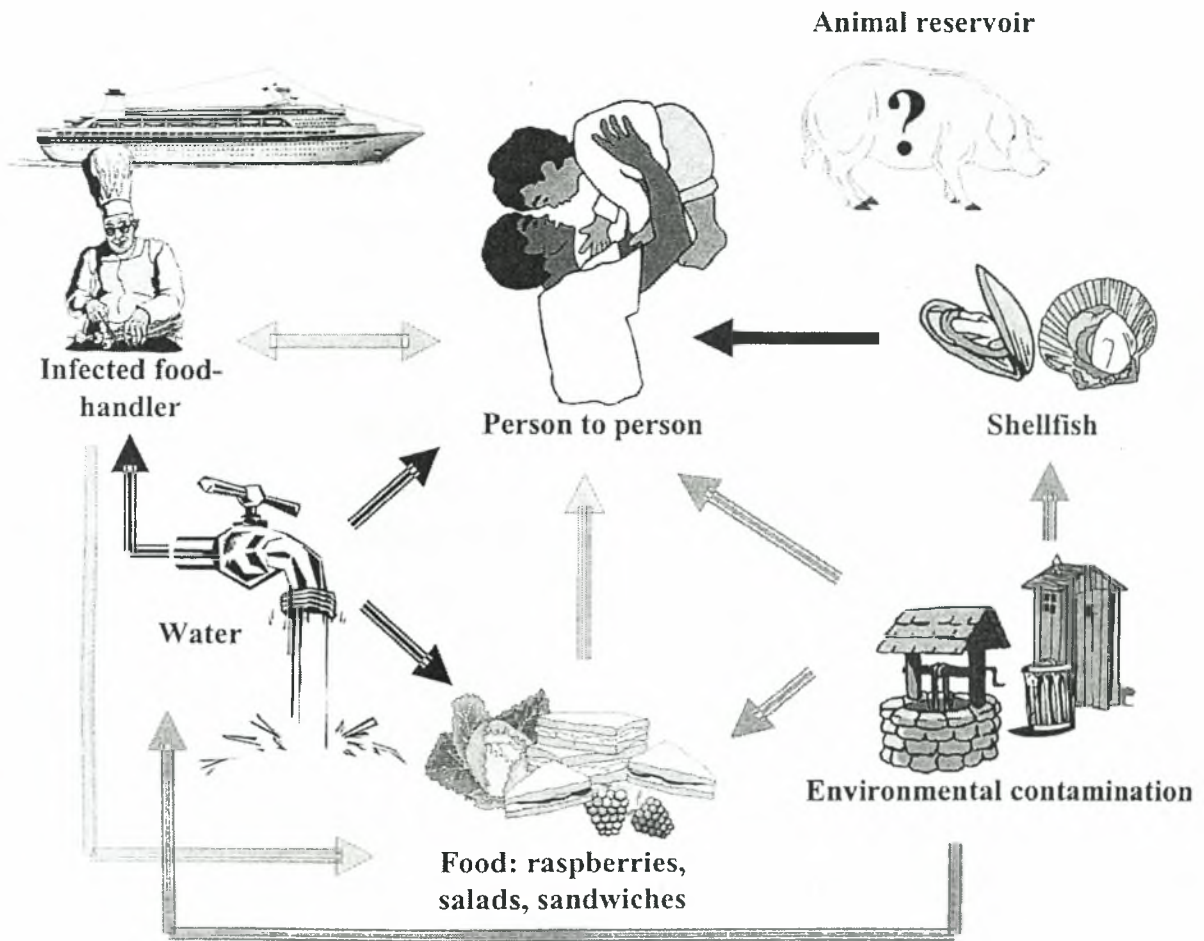 Animal reservoir
?
Infected food-
handler
Person to person
Shellfish
Water
Environmental contamination
Food: raspberries,
salads, sandwiches